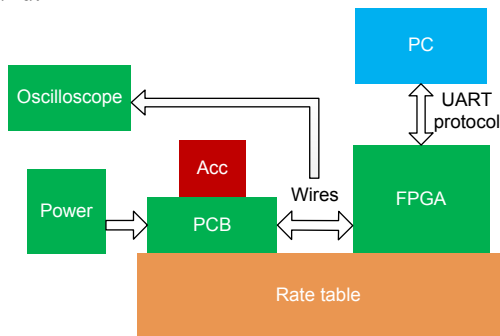 PC
Oscilloscope
UART
protocol
Acc
Wires
FPGA
Power
PCB
Rate table